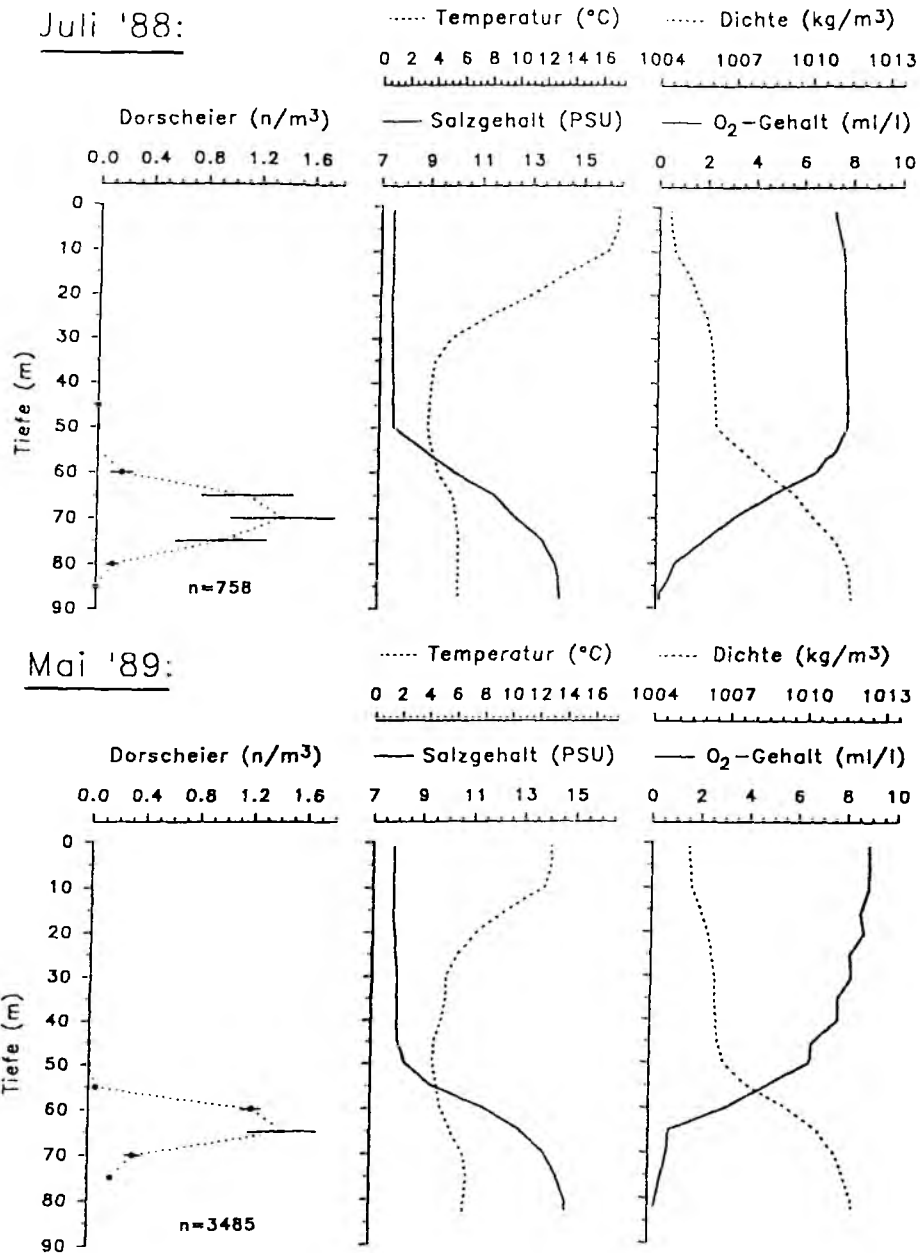 Juli '88:
Temperatur (°C)
0 2 4 6 8 10 12 14 16
Dichte (kg/m³)
1004 1007 1010 1013
Dorscheier (n/m³)
0.0 0.4 0.8 1.2 1.6
Salzgehalt (PSU)
7 9 11 13 15
O₂-Gehalt (ml/l)
0 2 4 6 8 10
Tiefe (m)
0
10
20
30
40
50
60
70
80
90
n=758
Mai '89:
Temperatur (°C)
0 2 4 6 8 10 12 14 16
Dichte (kg/m³)
1004 1007 1010 1013
Dorscheier (n/m³)
0.0 0.4 0.8 1.2 1.6
Salzgehalt (PSU)
7 9 11 13 15
O₂-Gehalt (ml/l)
0 2 4 6 8 10
Tiefe (m)
0
10
20
30
40
50
60
70
80
90
n=3485